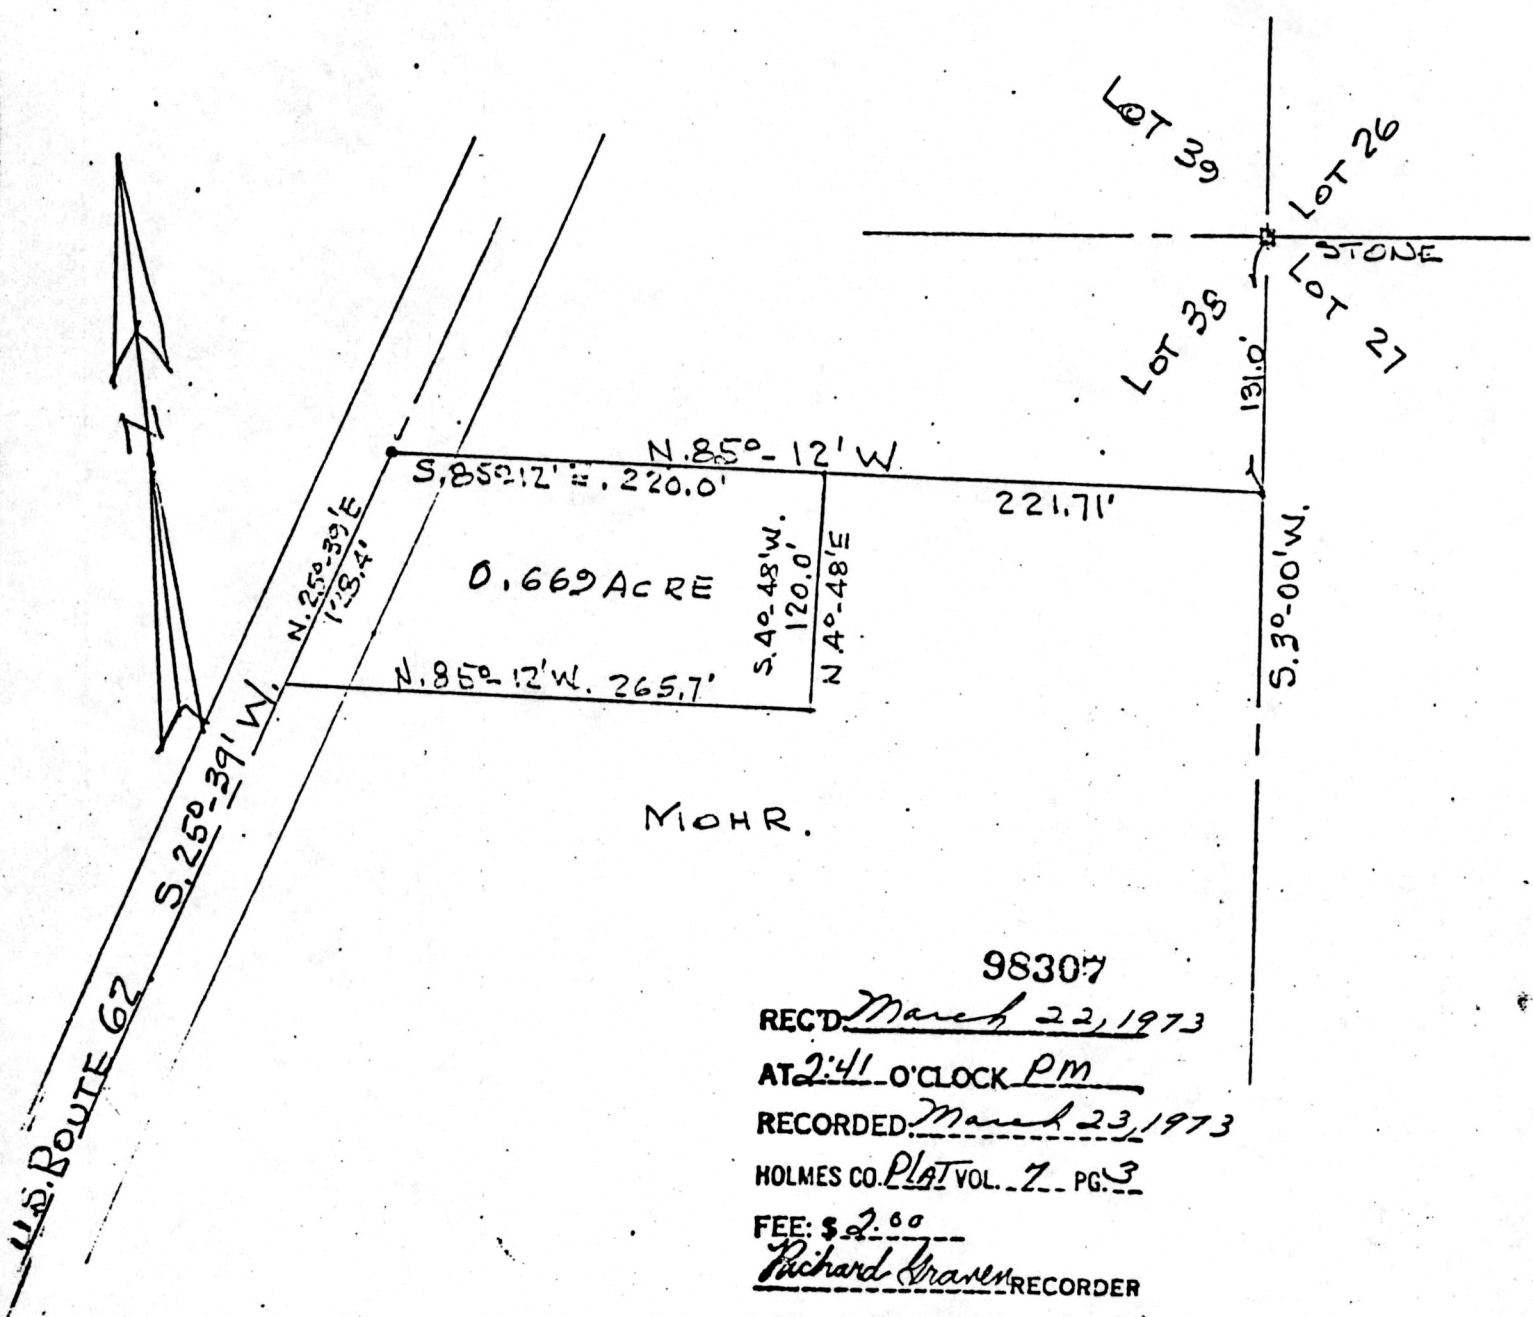 LOT 39
LOT 26
STONE
LOT 38
LOT 27
131.0'
N
N.85°-12'W.
S.85°12'E. 220.0'
221.71'
N.25°-39'E
128.4'
0.669 ACRE
S.4°-48'W.
120.0'
N.4°-48'E
S.3°-00'W.
N.85°-12'W. 265.7'
S.25°-39'W.
U.S. ROUTE 62
MOHR.
98307
REC'D. March 22, 1973
AT 2:41 O'CLOCK PM
RECORDED March 23, 1973
HOLMES CO. PLAT VOL. 7 PG. 3
FEE: $ 2.00
Richard Graven RECORDER